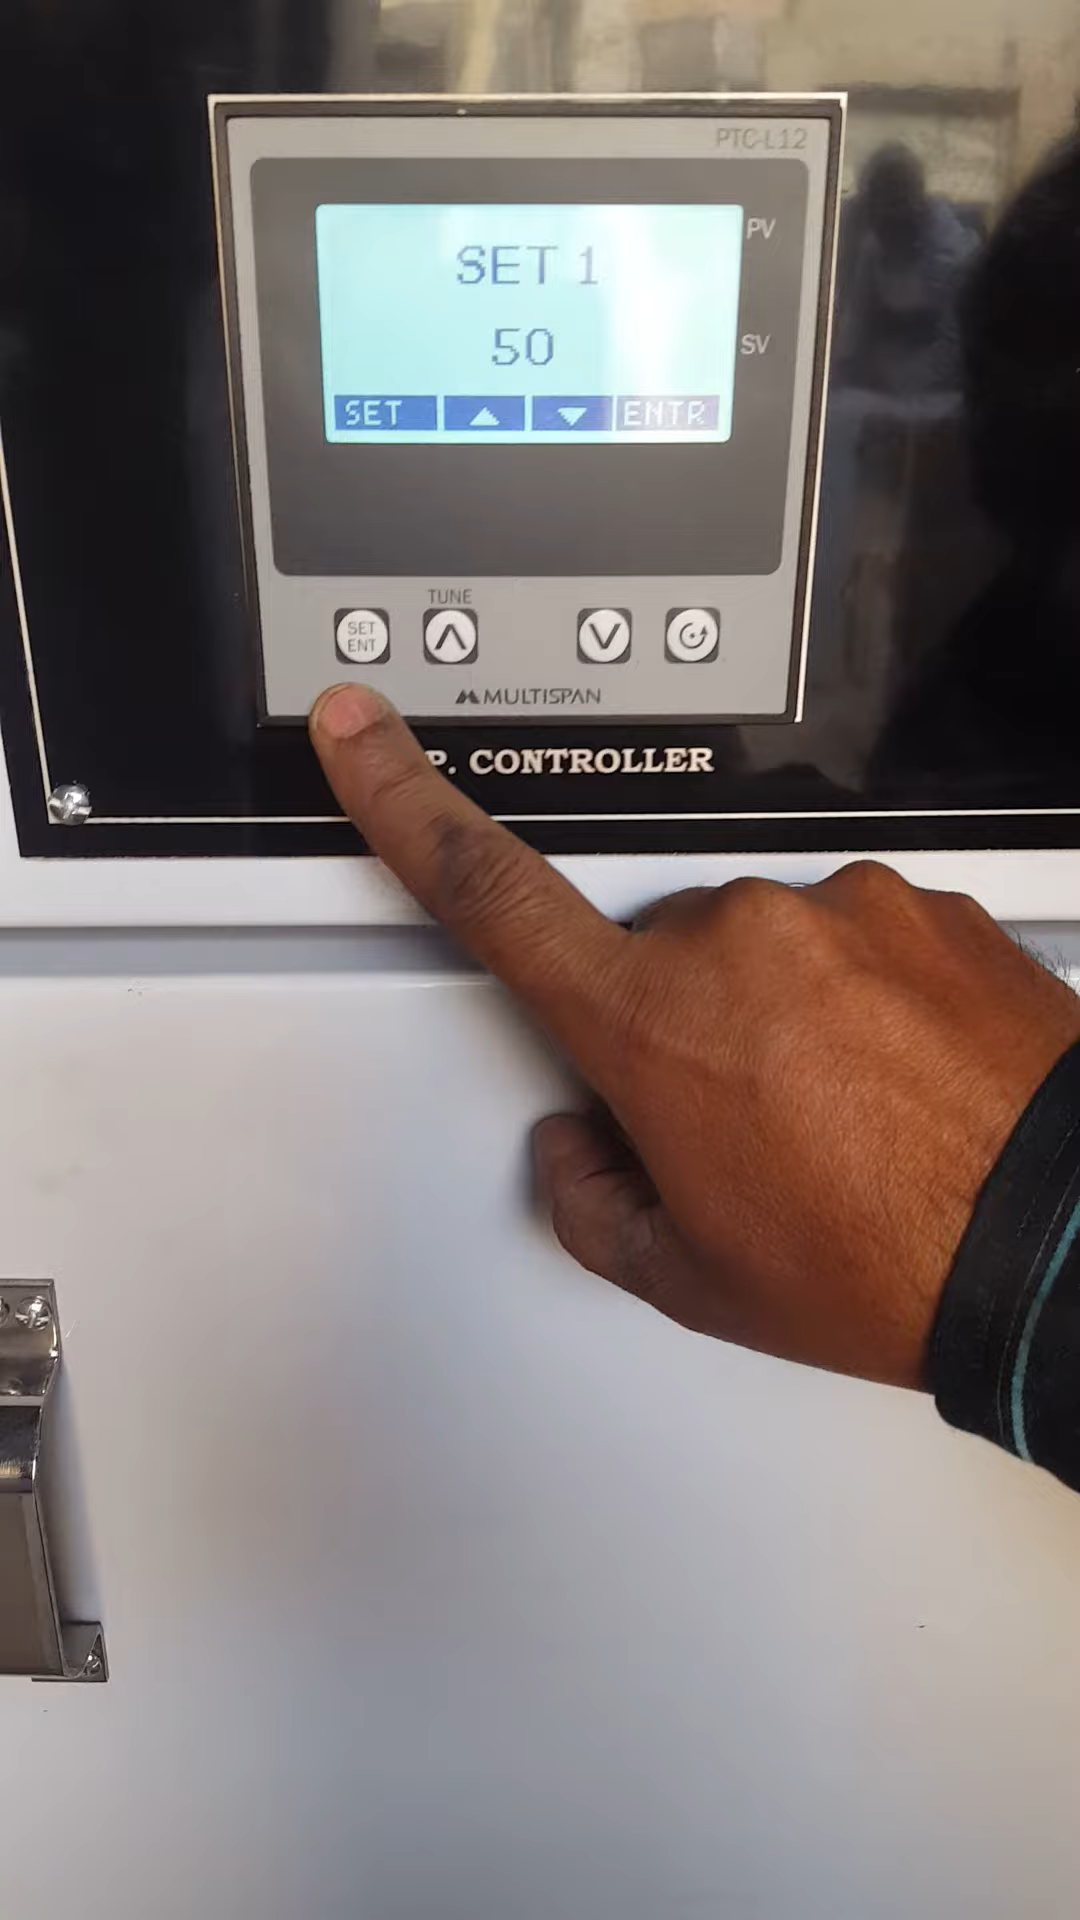 PTC-L12
PV
SET 1
SV
50
SET ENTR
TUNE
SET
ENT
MULTISPAN
P. CONTROLLER